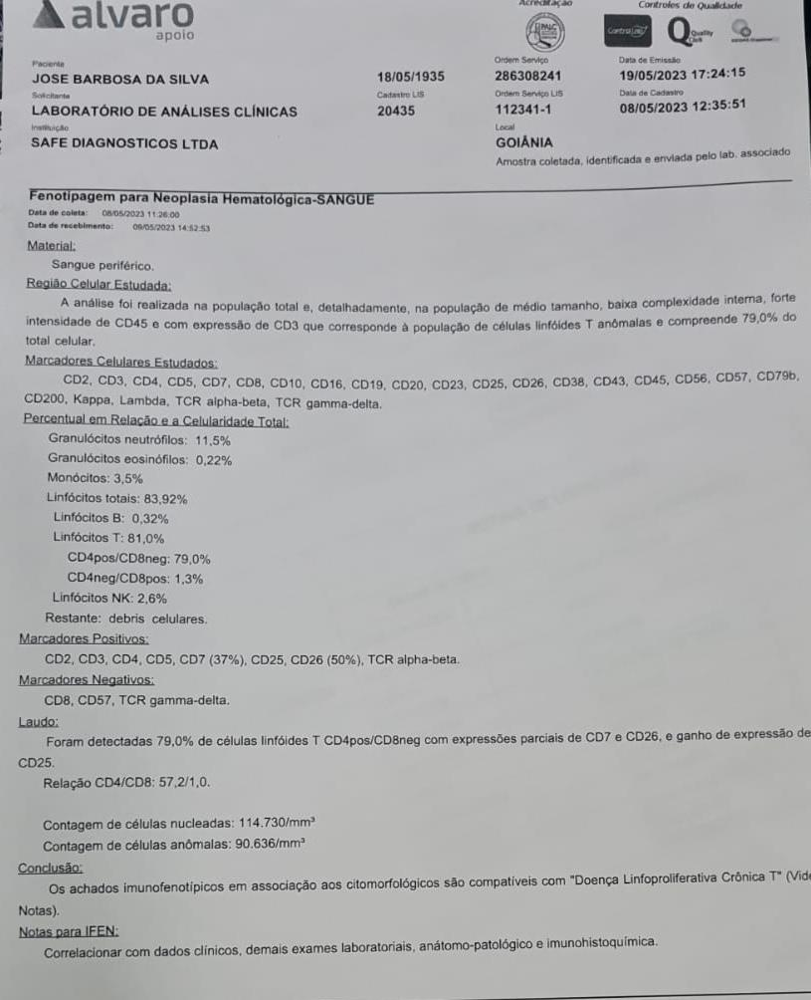 alvaro
apoio
Acreditação
Controles de Qualidade
PALC
ControlLab
Quality
Club
Paciente
JOSE BARBOSA DA SILVA
18/05/1935
Ordem Serviço
286308241
Data de Emissão
19/05/2023 17:24:15
Solicitante
LABORATÓRIO DE ANÁLISES CLÍNICAS
Cadastro LIS
20435
Ordem Serviço LIS
112341-1
Data de Cadastro
08/05/2023 12:35:51
Instituição
SAFE DIAGNOSTICOS LTDA
Local
GOIÂNIA
Amostra coletada, identificada e enviada pelo lab. associado
Fenotipagem para Neoplasia Hematológica-SANGUE
Data de coleta: 08/05/2023 11:26:00
Data de recebimento: 09/05/2023 14:52:53
Material:
Sangue periférico.
Região Celular Estudada:
A análise foi realizada na população total e, detalhadamente, na população de médio tamanho, baixa complexidade interna, forte
intensidade de CD45 e com expressão de CD3 que corresponde à população de células linfóides T anômalas e compreende 79,0% do
total celular.
Marcadores Celulares Estudados:
CD2, CD3, CD4, CD5, CD7, CD8, CD10, CD16, CD19, CD20, CD23, CD25, CD26, CD38, CD43, CD45, CD56, CD57, CD79b,
CD200, Kappa, Lambda, TCR alpha-beta, TCR gamma-delta.
Percentual em Relação e a Celularidade Total:
Granulócitos neutrófilos: 11,5%
Granulócitos eosinófilos: 0,22%
Monócitos: 3,5%
Linfócitos totais: 83,92%
Linfócitos B: 0,32%
Linfócitos T: 81,0%
CD4pos/CD8neg: 79,0%
CD4neg/CD8pos: 1,3%
Linfócitos NK: 2,6%
Restante: debris celulares.
Marcadores Positivos:
CD2, CD3, CD4, CD5, CD7 (37%), CD25, CD26 (50%), TCR alpha-beta.
Marcadores Negativos:
CD8, CD57, TCR gamma-delta.
Laudo:
Foram detectadas 79,0% de células linfóides T CD4pos/CD8neg com expressões parciais de CD7 e CD26, e ganho de expressão de
CD25.
Relação CD4/CD8: 57,2/1,0.
Contagem de células nucleadas: 114.730/mm³
Contagem de células anômalas: 90.636/mm³
Conclusão:
Os achados imunofenotípicos em associação aos citomorfológicos são compatíveis com "Doença Linfoproliferativa Crônica T" (Vide
Notas).
Notas para IFEN:
Correlacionar com dados clínicos, demais exames laboratoriais, anátomo-patológico e imunohistoquímica.